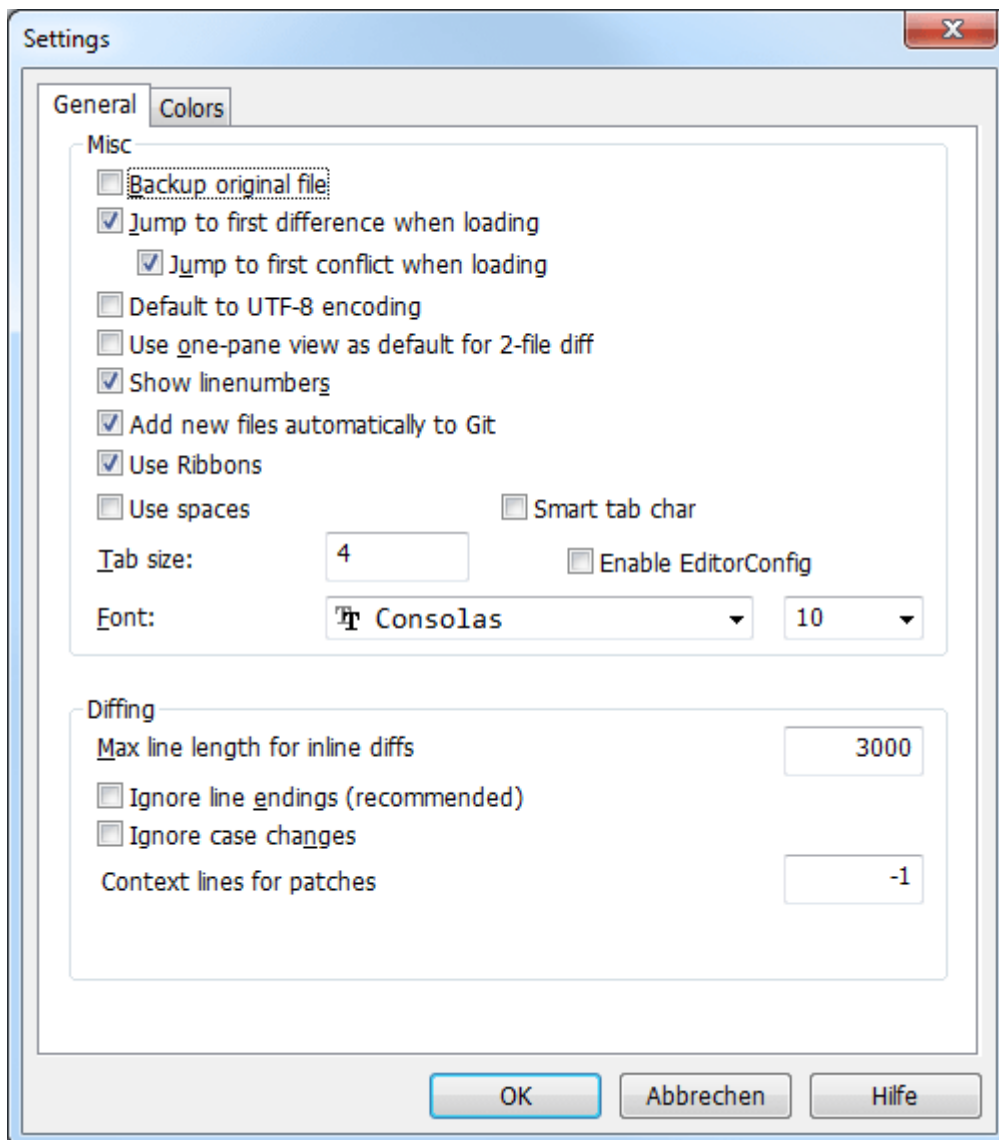 Settings
General Colors
Misc
Backup original file
Jump to first difference when loading
Jump to first conflict when loading
Default to UTF-8 encoding
Use one-pane view as default for 2-file diff
Show linenumbers
Add new files automatically to Git
Use Ribbons
Use spaces Smart tab char
Tab size: 4 Enable EditorConfig
Font: Consolas 10
Diffing
Max line length for inline diffs 3000
Ignore line endings (recommended)
Ignore case changes
Context lines for patches -1
OK Abbrechen Hilfe